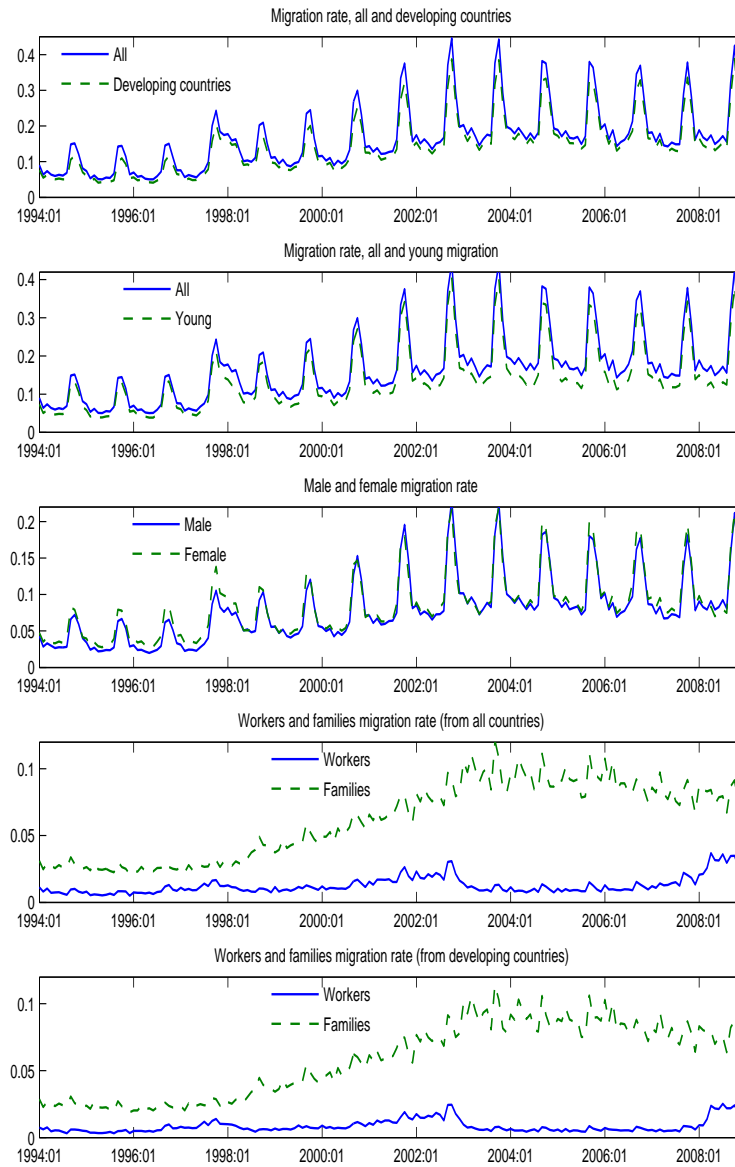 Migration rate, all and developing countries
0.4
0.3
0.2
0.1
0
All
Developing countries
1994:01 1996:01 1998:01 2000:01 2002:01 2004:01 2006:01 2008:01
Migration rate, all and young migration
0.4
0.3
0.2
0.1
0
All
Young
1994:01 1996:01 1998:01 2000:01 2002:01 2004:01 2006:01 2008:01
Male and female migration rate
0.2
0.15
0.1
0.05
0
Male
Female
1994:01 1996:01 1998:01 2000:01 2002:01 2004:01 2006:01 2008:01
Workers and families migration rate (from all countries)
0.1
0.05
0
Workers
Families
1994:01 1996:01 1998:01 2000:01 2002:01 2004:01 2006:01 2008:01
Workers and families migration rate (from developing countries)
0.1
0.05
0
Workers
Families
1994:01 1996:01 1998:01 2000:01 2002:01 2004:01 2006:01 2008:01